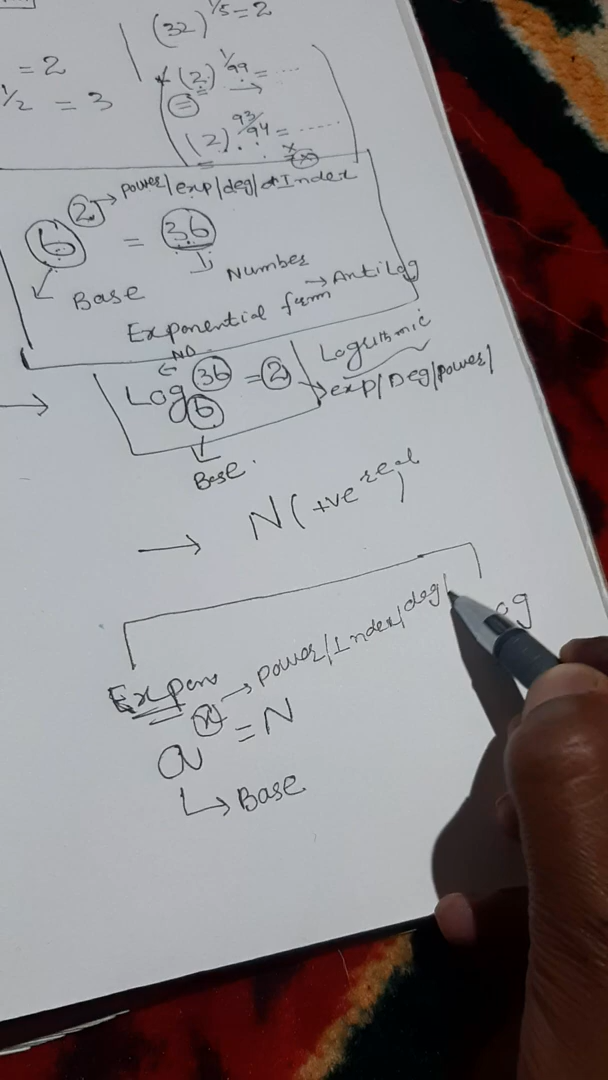 (32)^1/5 = 2
= 2
1/2 = 3
(2)^1/99 = ....
(2)^93/94 = ......
6^2 → power/exp/deg/Index
= 36
Base
Number
Exponential form → AntiLog
NO
Log6 36 = 2
Logarithmic
exp/Deg/power/
Base.
→ N(+ve real)
Expon
Log
a^x = N → power/Index/deg/
Base